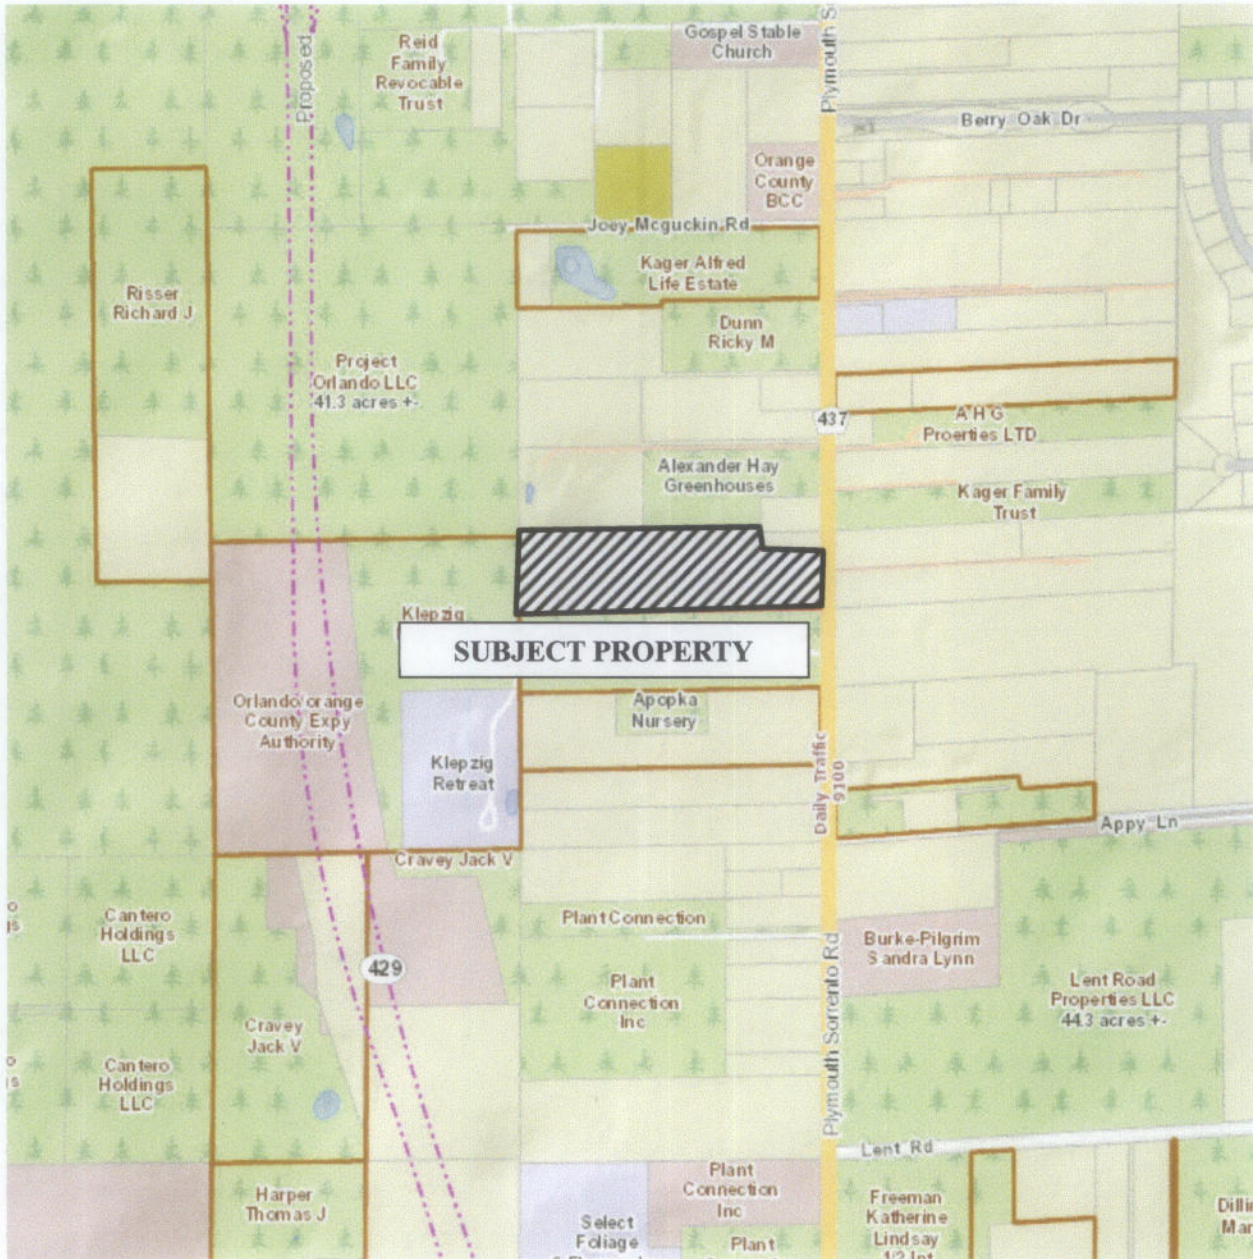 Proposed
Reid
Family
Revocable
Trust
Gospel Stable
Church
Plymouth S
Berry Oak Dr
Orange
County
BCC
Joey Mcguckin Rd
Kager Alfred
Life Estate
Risser
Richard J
Dunn
Ricky M
Project
Orlando LLC
41.3 acres +-
437
A H G
Proerties LTD
Alexander Hay
Greenhouses
Kager Family
Trust
Klepzig
SUBJECT PROPERTY
Orlando/orange
County Expy
Authority
Apopka
Nursery
Klepzig
Retreat
Daily Traffic
9100
Appy Ln
Cravey Jack V
Cantero
Holdings
LLC
Plant Connection
Burke-Pilgrim
Sandra Lynn
429
Plant
Connection
Inc
Lent Road
Properties LLC
44.3 acres +-
Cravey
Jack V
Plymouth Sorrento Rd
Cantero
Holdings
LLC
Lent Rd
Harper
Thomas J
Plant
Connection
Inc
Select
Foliage
Plant
Freeman
Katherine
Lindsay
1/2 Int
Dillin
Mar